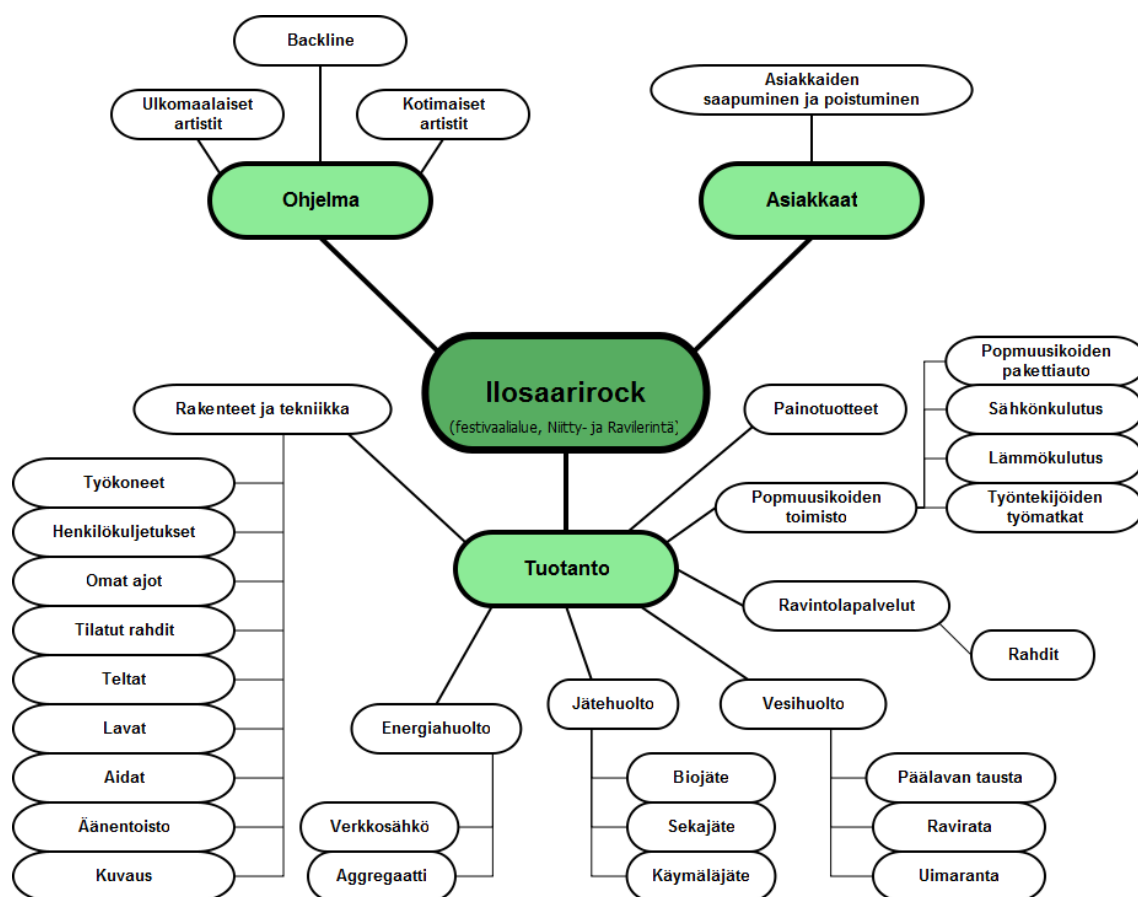 Backline
Ulkomaalaiset
artistit
Kotimaiset
artistit
Ohjelma
Asiakkaiden
saapuminen ja poistuminen
Asiakkaat
Ilosaarirock
(festivaalialue, Niitty- ja Ravilerintä)
Rakenteet ja tekniikka
Työkoneet
Henkilökuljetukset
Omat ajot
Tilatut rahdit
Teltat
Lavat
Aidat
Äänentoisto
Kuvaus
Tuotanto
Painotuotteet
Popmuusikoiden
toimisto
Popmuusikoiden
pakettiauto
Sähkönkulutus
Lämmökulutus
Työntekijöiden
työmatkat
Ravintolapalvelut
Rahdit
Energiahuolto
Verkkosähkö
Aggregaatti
Jätehuolto
Biojäte
Sekajäte
Käymäläjäte
Vesihuolto
Päälavan tausta
Ravirata
Uimaranta